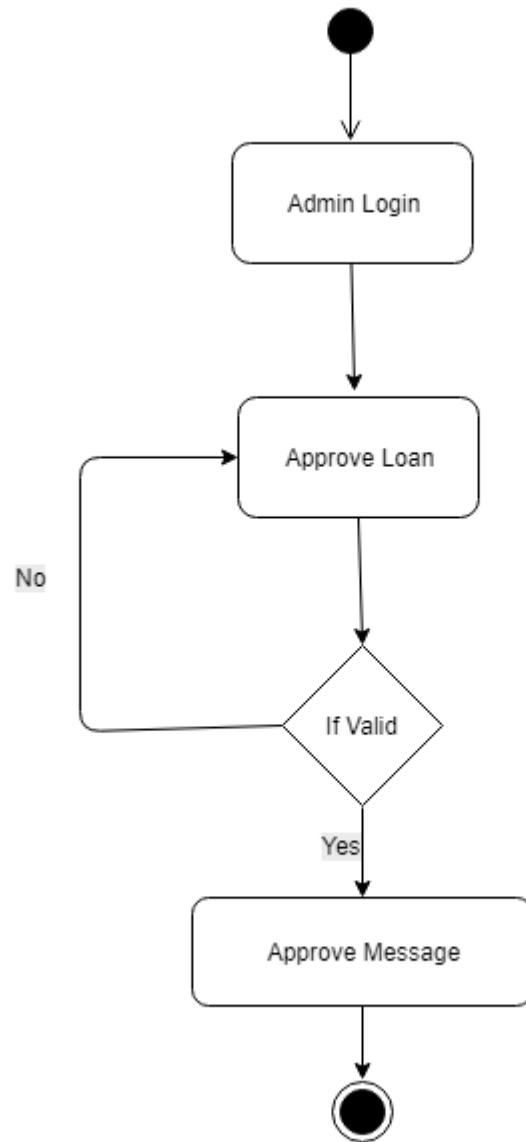 Admin Login
Approve Loan
No
If Valid
Yes
Approve Message